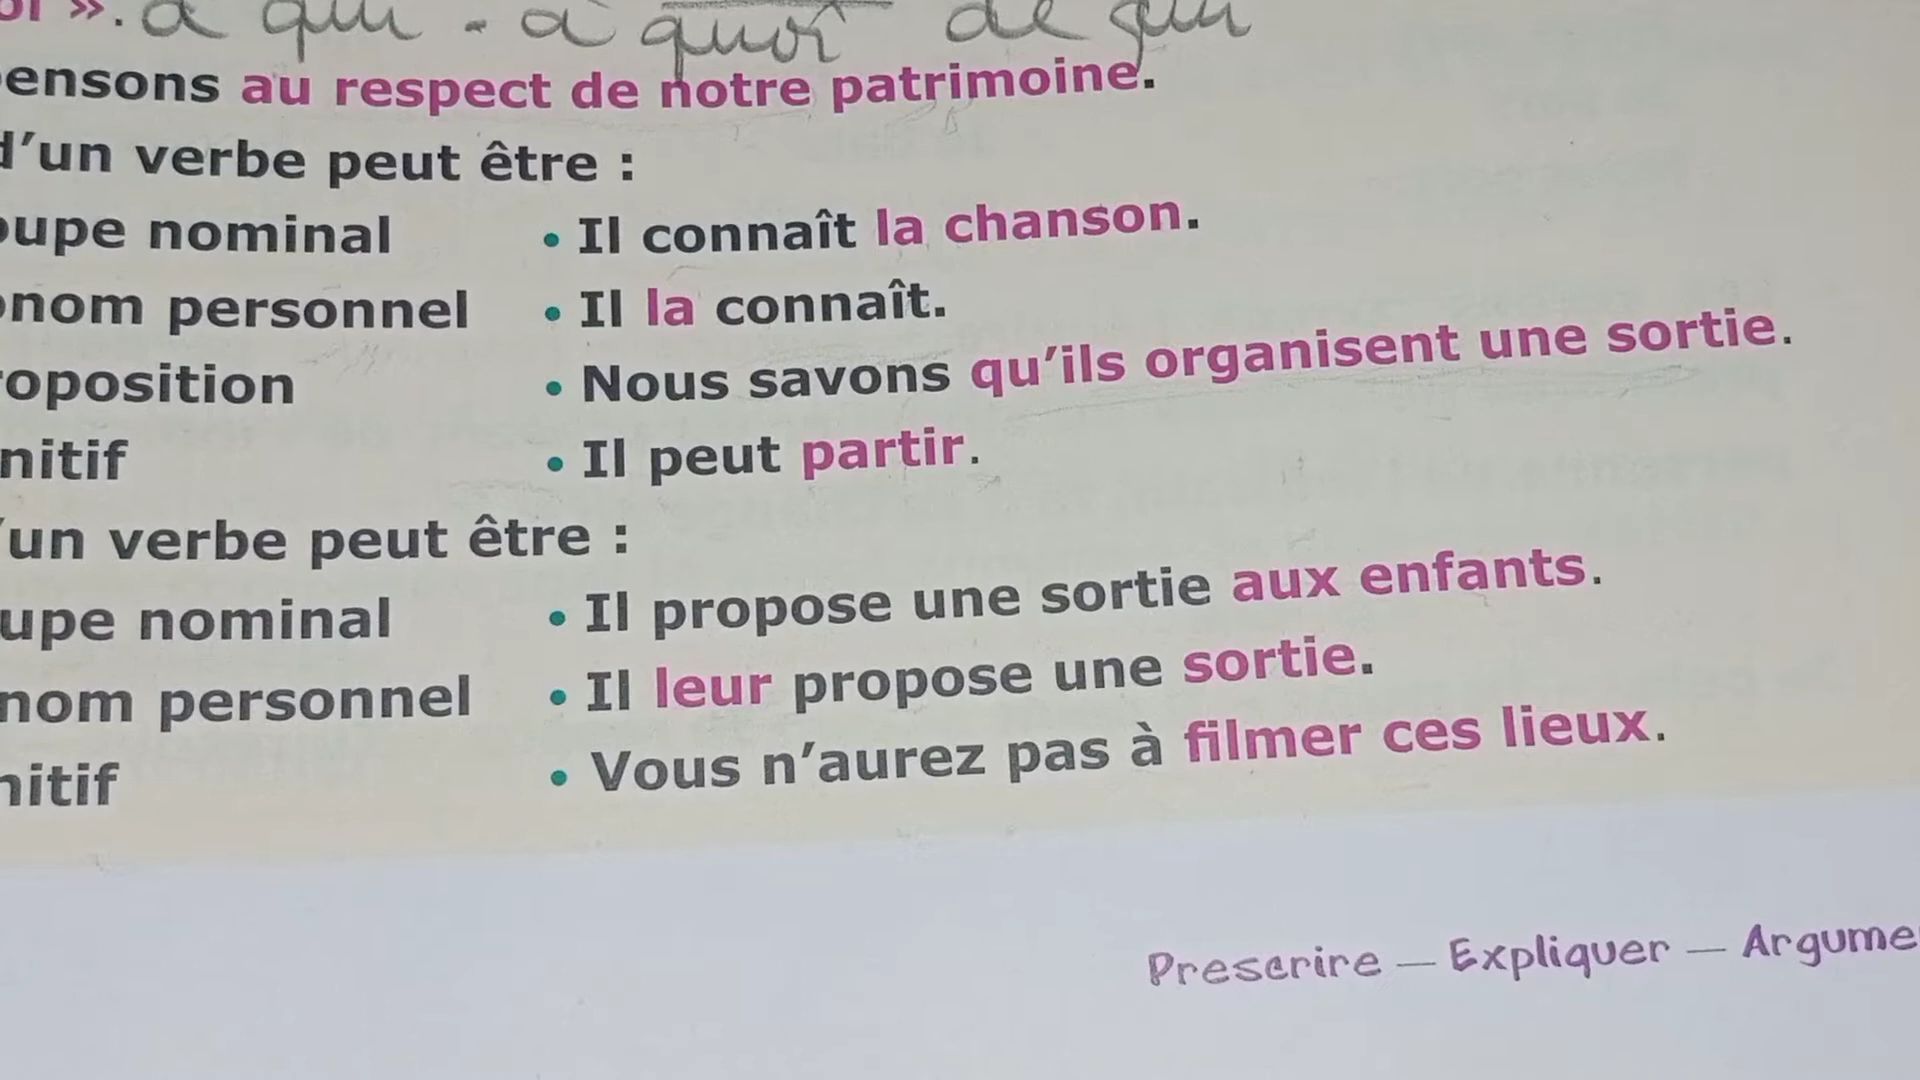 ». à qui - à quoi de qui
ensons au respect de notre patrimoine.
d'un verbe peut être :
upe nominal • Il connaît la chanson.
nom personnel • Il la connaît.
oposition • Nous savons qu'ils organisent une sortie.
nitif • Il peut partir.
'un verbe peut être :
upe nominal • Il propose une sortie aux enfants.
nom personnel • Il leur propose une sortie.
nitif • Vous n'aurez pas à filmer ces lieux.
Prescrire — Expliquer — Argume